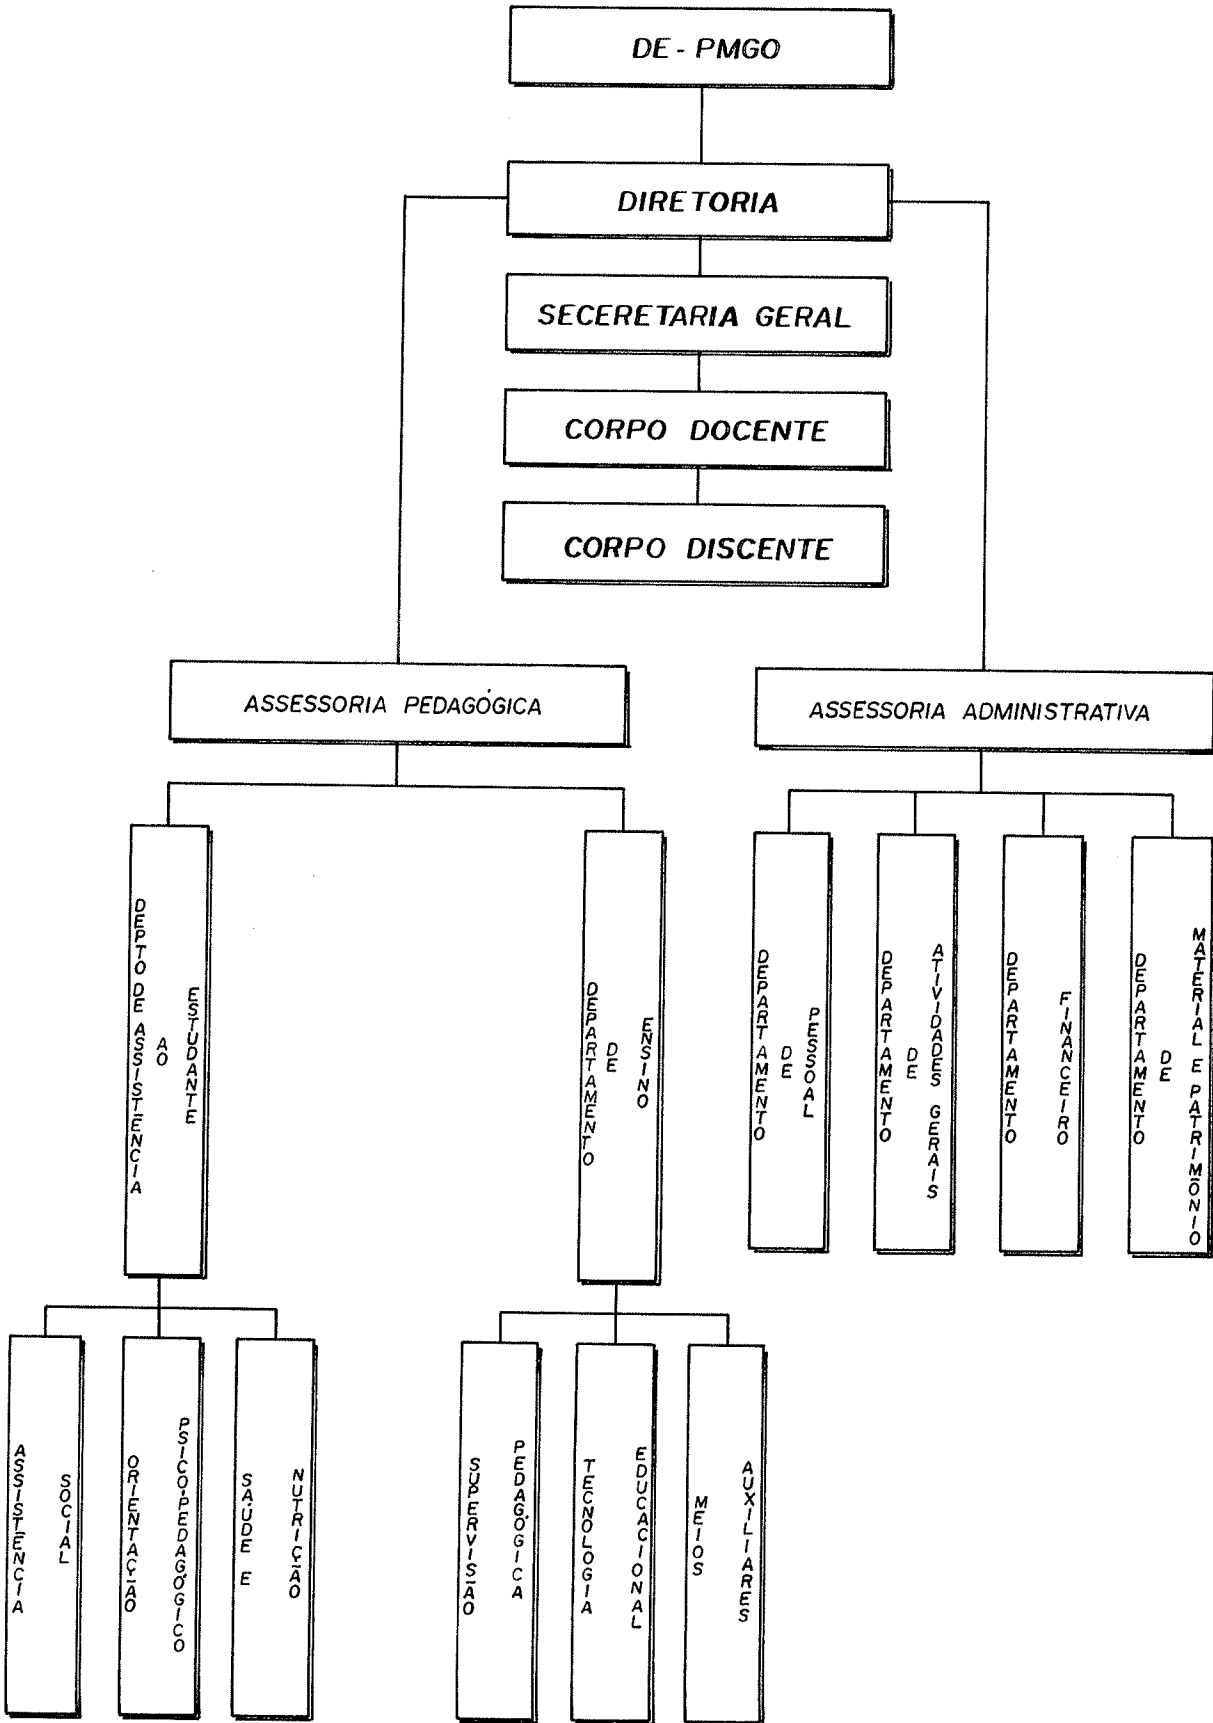 DE - PMGO
DIRETORIA
SECERETARIA GERAL
CORPO DOCENTE
CORPO DISCENTE
ASSESSORIA PEDAGÓGICA
ASSESSORIA ADMINISTRATIVA
DEPTO DE ASSISTÊNCIA
AO
ESTUDANTE
DEPARTAMENTO
DE
ENSINO
DEPARTAMENTO
DE
PESSOAL
DEPARTAMENTO
DE
ATIVIDADES GERAIS
DEPARTAMENTO
FINANCEIRO
DEPARTAMENTO
DE
MATERIAL E PATRIMÔNIO
ASSISTÊNCIA
SOCIAL
ORIENTAÇÃO
PSICO-PEDAGÓGICO
SAÚDE E
NUTRIÇÃO
SUPERVISÃO
PEDAGÓGICA
TECNOLOGIA
EDUCACIONAL
MEIOS
AUXILIARES